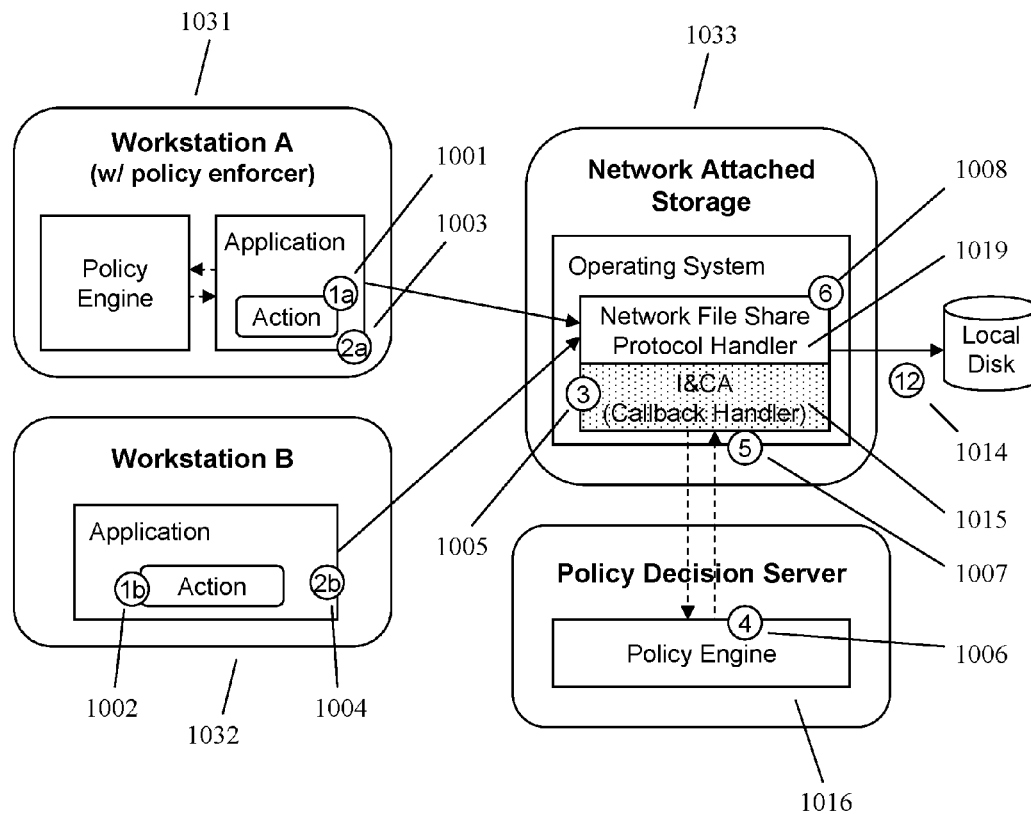 1031
1033
Workstation A
(w/ policy enforcer)
1001
1003
Policy
Engine
Application
1a
Action
2a
Network Attached
Storage
1008
1019
Operating System
6
Network File Share
Protocol Handler
Local
Disk
3
I&CA
(Callback Handler)
12
5
1014
1005
1015
1007
Workstation B
Application
1b
Action
2b
1002
1032
1004
Policy Decision Server
4
Policy Engine
1006
1016